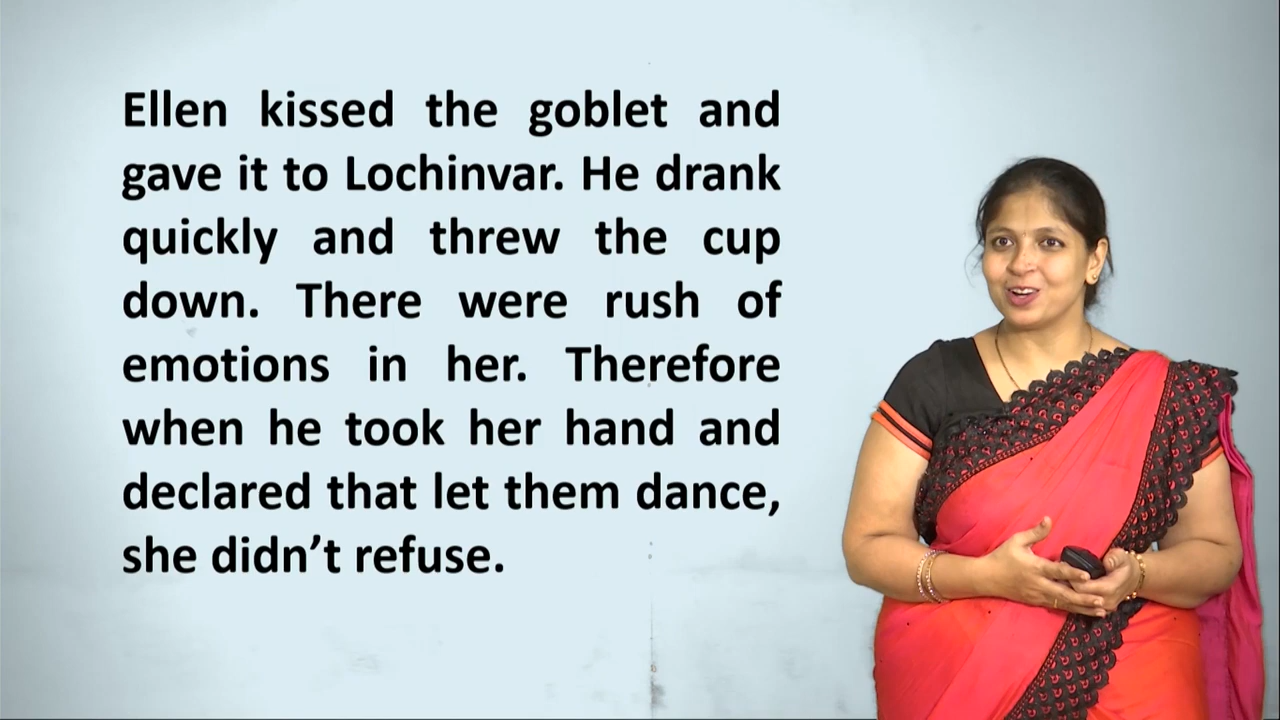 Ellen kissed the goblet and
gave it to Lochinvar. He drank
quickly and threw the cup
down. There were rush of
emotions in her. Therefore
when he took her hand and
declared that let them dance,
she didn’t refuse.